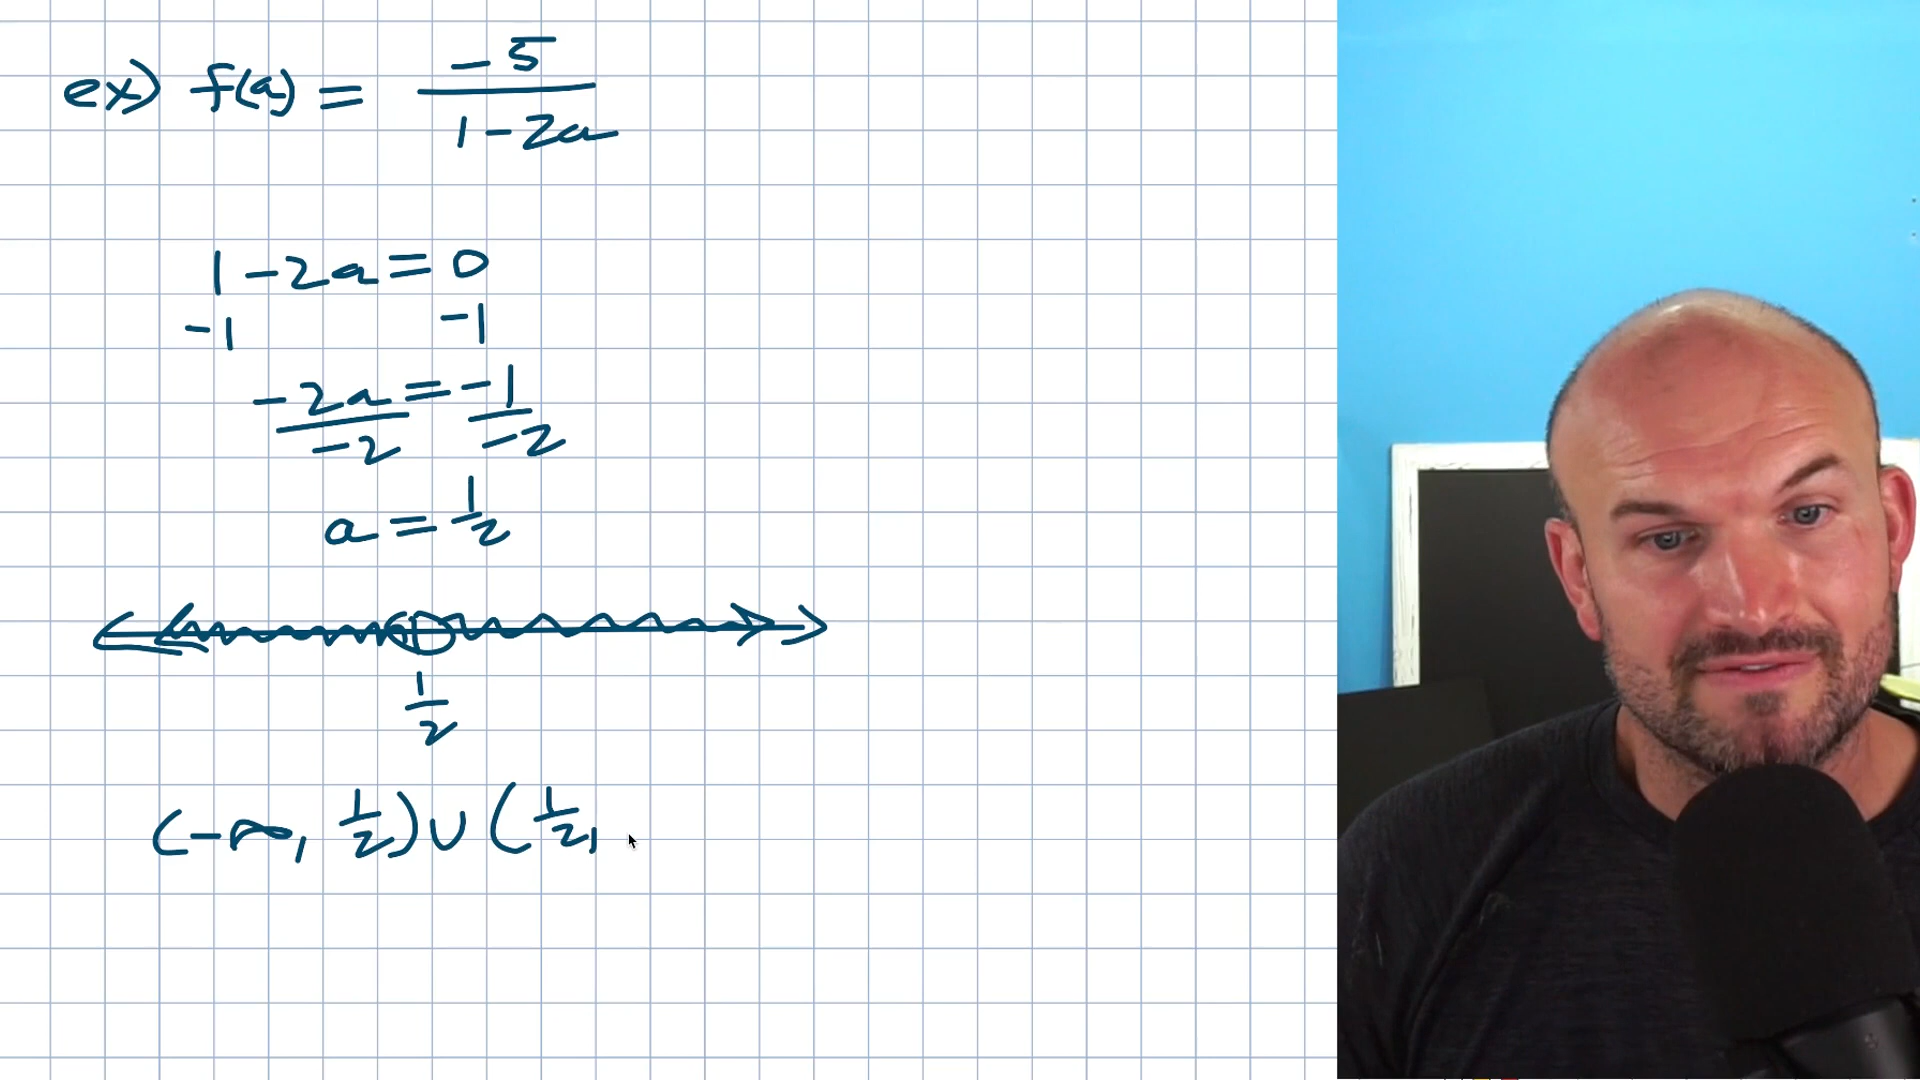 ex) f(a) = -5 / (1-2a)
1-2a=0
-1 -1
-2a/-2 = -1/-2
a = 1/2
1/2
(-∞, 1/2) ∪ (1/2,